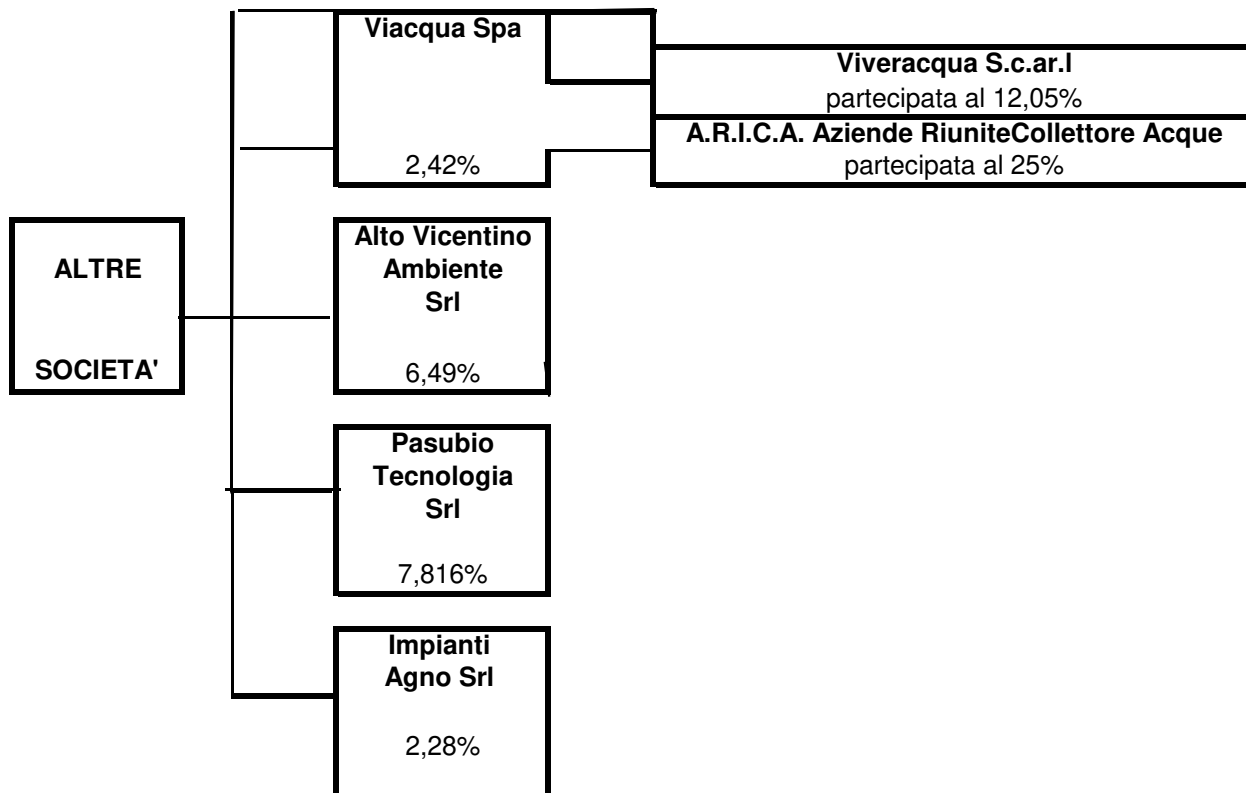 Viacqua Spa
2,42%
Viveracqua S.c.ar.l
partecipata al 12,05%
A.R.I.C.A. Aziende RiuniteCollettore Acque
partecipata al 25%
ALTRE
SOCIETA'
Alto Vicentino
Ambiente
Srl
6,49%
Pasubio
Tecnologia
Srl
7,816%
Impianti
Agno Srl
2,28%